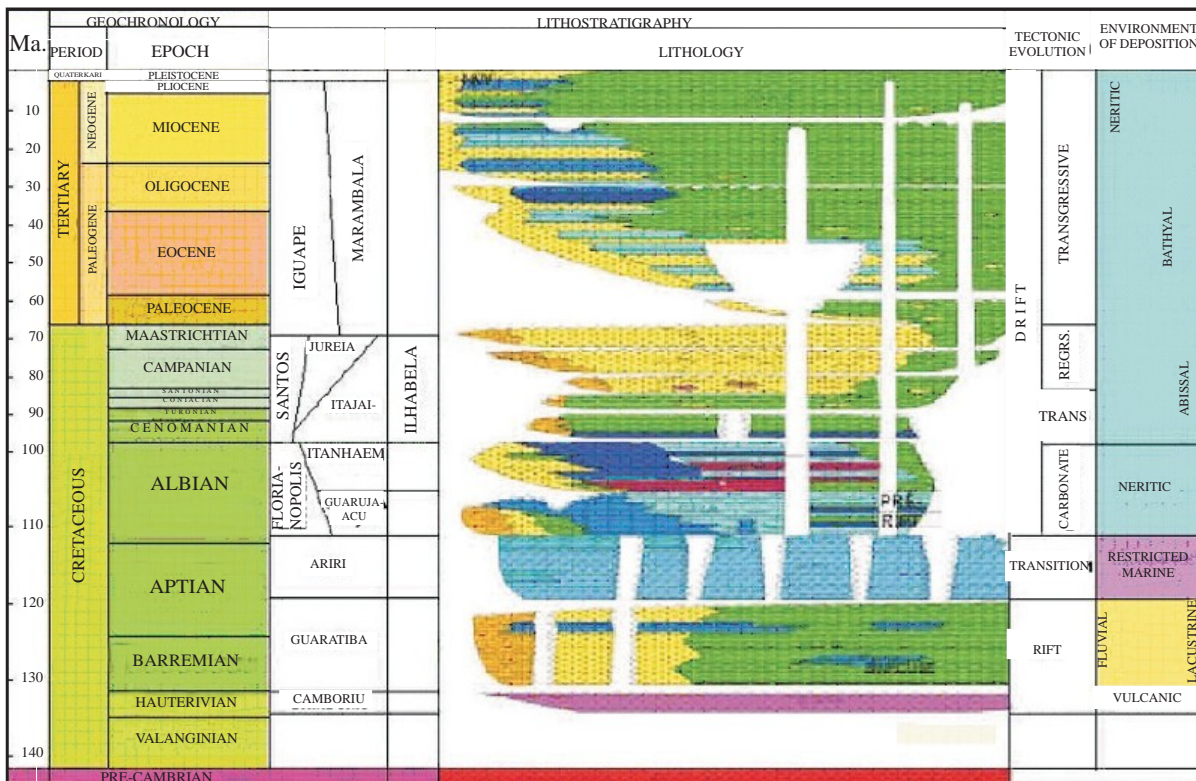 GEOCHRONOLOGY
LITHOSTRATIGRAPHY
Ma.
PERIOD
EPOCH
LITHOLOGY
TECTONIC
EVOLUTION
ENVIRONMENT
OF DEPOSITION
QUATERKARI
PLEISTOCENE
PLIOCENE
10
20
30
40
50
60
70
80
90
100
110
120
130
140
TERTIARY
NEOGENE
PALEOGENE
CRETACEOUS
MIOCENE
OLIGOCENE
EOCENE
PALEOCENE
MAASTRICHTIAN
CAMPANIAN
SANTONIAN
CONIACIAN
TURONIAN
CENOMANIAN
ALBIAN
APTIAN
BARREMIAN
HAUTERIVIAN
VALANGINIAN
PRE-CAMBRIAN
IGUAPE
MARAMBALA
SANTOS
JUREIA
ITAJAI-
ILHABELA
FLORIA-
NOPOLIS
ITANHAEM
GUARUJA-
ACU
ARIRI
GUARATIBA
CAMBORIU
PRE-
DRIFT
TRANSGRESSIVE
REGRS.
TRANS
CARBONATE
TRANSITION
RIFT
NERITIC
BATHYAL
ABISSAL
NERITIC
RESTRICTED
MARINE
FLUVIAL
LACUSTRINE
VULCANIC